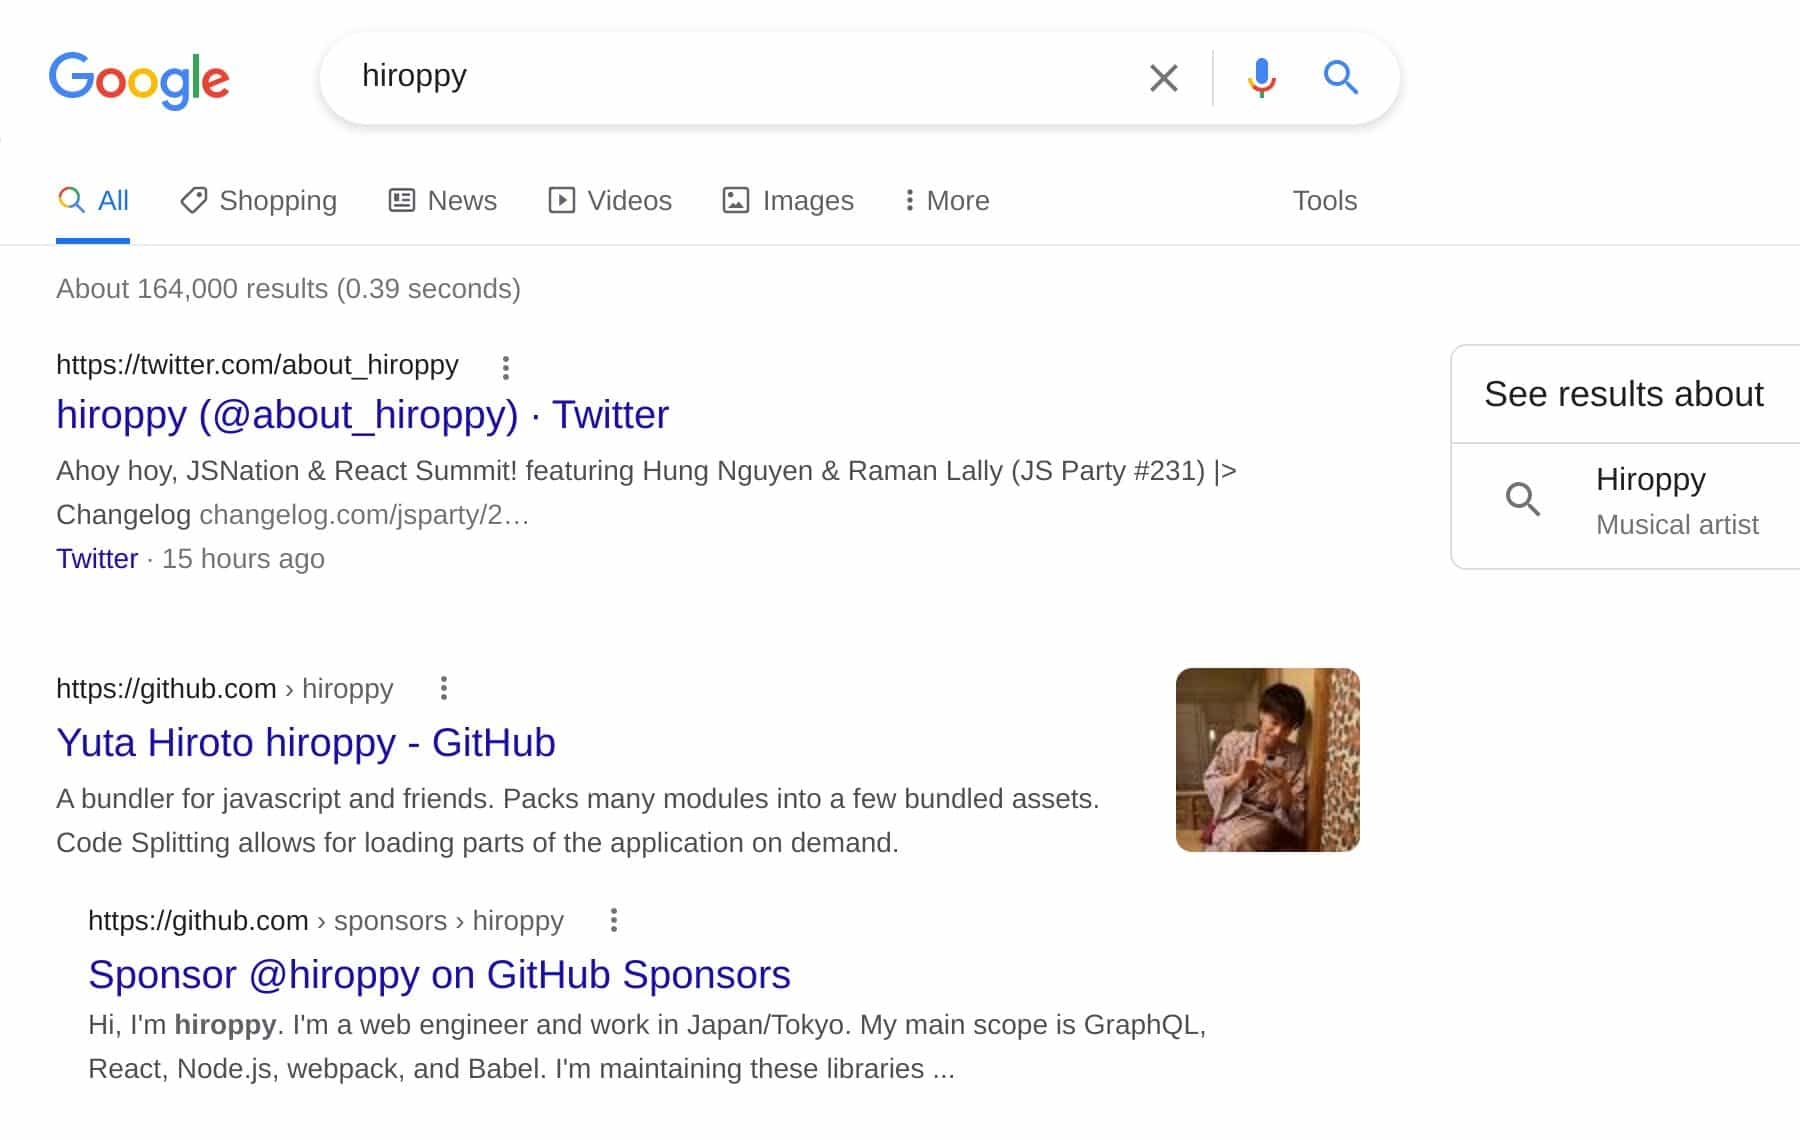 Google
hiroppy
All Shopping News Videos Images More Tools
About 164,000 results (0.39 seconds)
https://twitter.com/about_hiroppy
hiroppy (@about_hiroppy) · Twitter
Ahoy hoy, JSNation & React Summit! featuring Hung Nguyen & Raman Lally (JS Party #231) |>
Changelog changelog.com/jsparty/2…
Twitter · 15 hours ago
See results about
Hiroppy
Musical artist
https://github.com › hiroppy
Yuta Hiroto hiroppy - GitHub
A bundler for javascript and friends. Packs many modules into a few bundled assets.
Code Splitting allows for loading parts of the application on demand.
https://github.com › sponsors › hiroppy
Sponsor @hiroppy on GitHub Sponsors
Hi, I'm hiroppy. I'm a web engineer and work in Japan/Tokyo. My main scope is GraphQL,
React, Node.js, webpack, and Babel. I'm maintaining these libraries ...